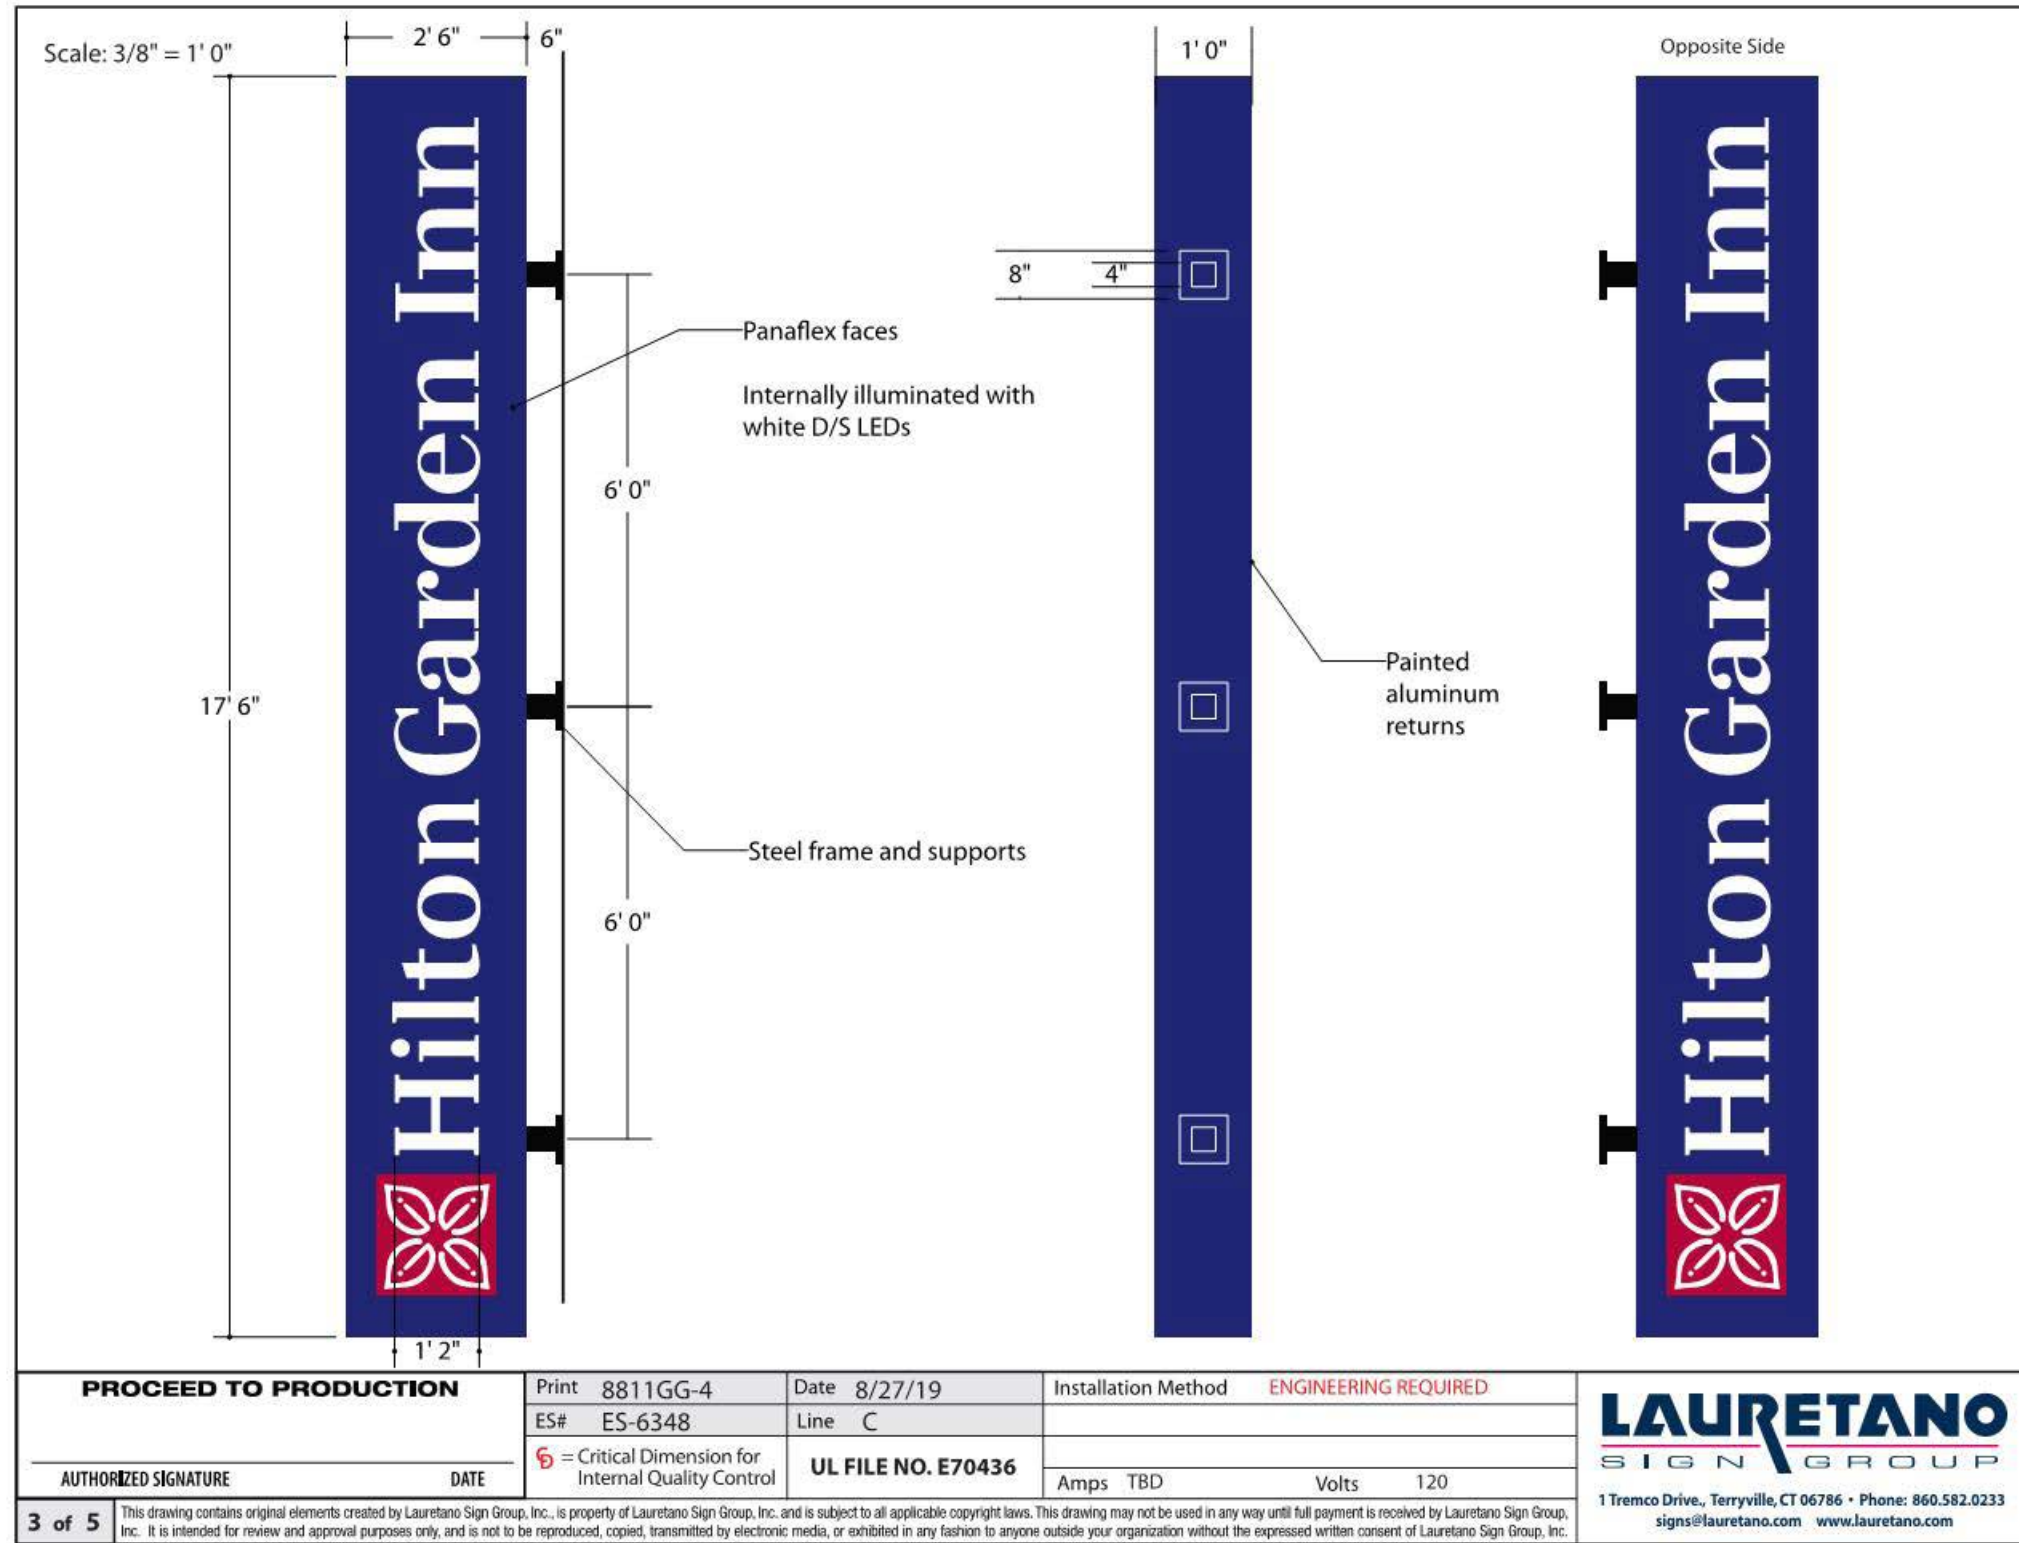 Scale: 3/8" = 1' 0"
2' 6"
6"
1' 0"
Opposite Side
Hilton Garden Inn
17' 6"
6' 0"
6' 0"
1' 2"
Panaflex faces
Internally illuminated with
white D/S LEDs
Steel frame and supports
8"
4"
Painted
aluminum
returns
Hilton Garden Inn
PROCEED TO PRODUCTION
AUTHORIZED SIGNATURE DATE
Print 8811GG-4
Date 8/27/19
ES# ES-6348
Line C
= Critical Dimension for
Internal Quality Control
UL FILE NO. E70436
Installation Method ENGINEERING REQUIRED
Amps TBD Volts 120
LAURETANO
SIGN GROUP
1 Tremco Drive., Terryville, CT 06786 • Phone: 860.582.0233
signs@lauretano.com www.lauretano.com
3 of 5
This drawing contains original elements created by Lauretano Sign Group, Inc., is property of Lauretano Sign Group, Inc. and is subject to all applicable copyright laws. This drawing may not be used in any way until full payment is received by Lauretano Sign Group,
Inc. It is intended for review and approval purposes only, and is not to be reproduced, copied, transmitted by electronic media, or exhibited in any fashion to anyone outside your organization without the expressed written consent of Lauretano Sign Group, Inc.